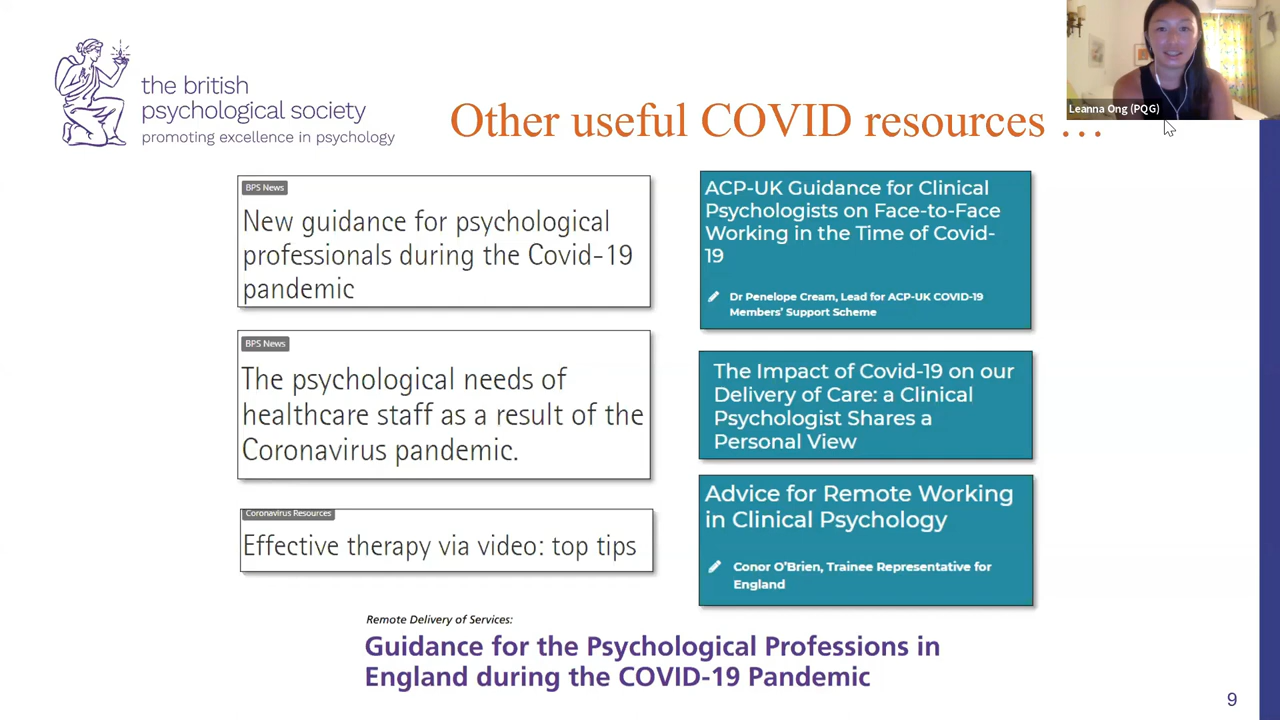 the british
psychological society
promoting excellence in psychology
Other useful COVID resources ...
Leanna Ong (PQG)
BPS News
New guidance for psychological
professionals during the Covid-19
pandemic
BPS News
The psychological needs of
healthcare staff as a result of the
Coronavirus pandemic.
Coronavirus Resources
Effective therapy via video: top tips
ACP-UK Guidance for Clinical
Psychologists on Face-to-Face
Working in the Time of Covid-
19
Dr Penelope Cream, Lead for ACP-UK COVID-19
Members' Support Scheme
The Impact of Covid-19 on our
Delivery of Care: a Clinical
Psychologist Shares a
Personal View
Advice for Remote Working
in Clinical Psychology
Conor O'Brien, Trainee Representative for
England
Remote Delivery of Services:
Guidance for the Psychological Professions in
England during the COVID-19 Pandemic
9